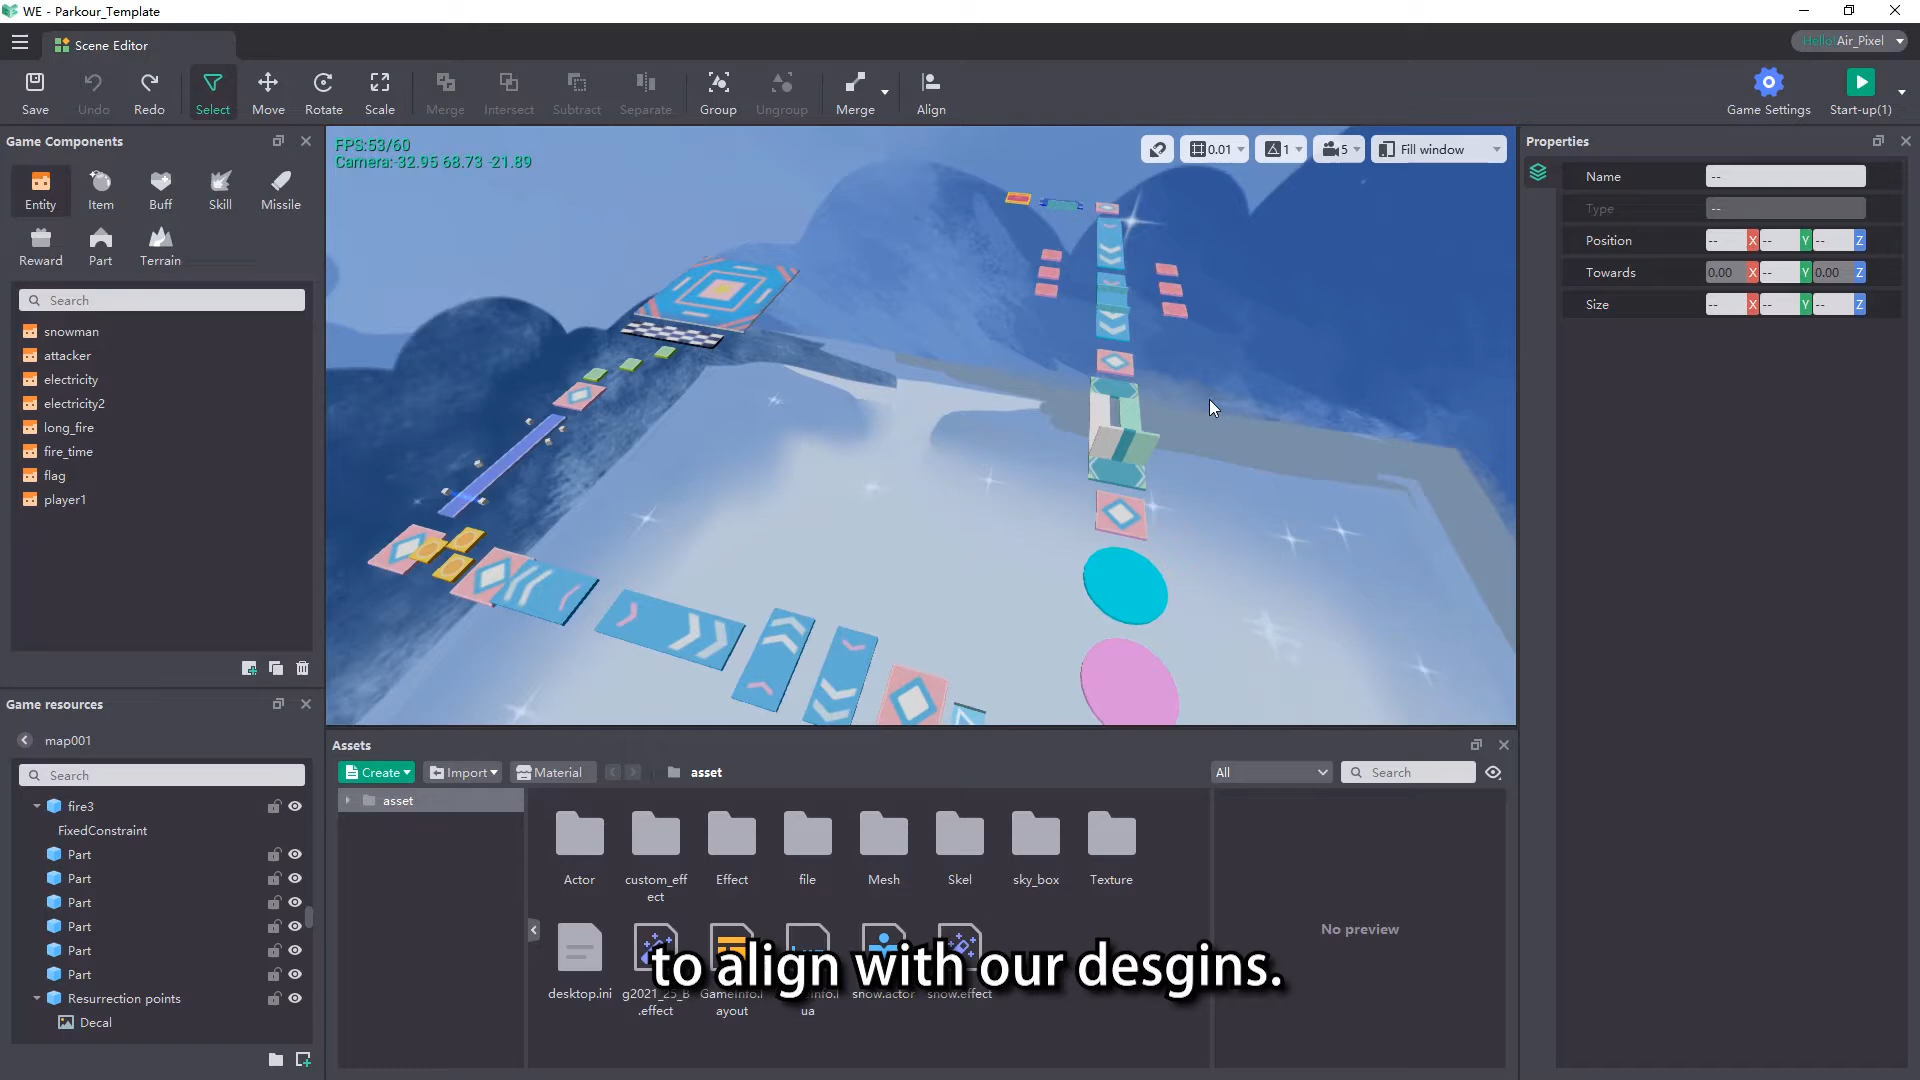 WE - Parkour_Template
Scene Editor
Hello! Air_Pixel
Save
Undo
Redo
Select
Move
Rotate
Scale
Merge
Intersect
Subtract
Separate
Group
Ungroup
Merge
Align
Game Settings
Start-up(1)
Game Components
Entity
Item
Buff
Skill
Missile
Reward
Part
Terrain
Search
snowman
attacker
electricity
electricity2
long_fire
fire_time
flag
player1
Game resources
map001
Search
fire3
FixedConstraint
Part
Part
Part
Part
Part
Part
Resurrection points
Decal
FPS:53/60
Camera:-32.95 68.73 -21.89
0.01
1
5
Fill window
Properties
Name
--
Type
--
Position
-- X -- Y -- Z
Towards
0.00 X -- Y 0.00 Z
Size
-- X -- Y -- Z
Assets
Create
Import
Material
asset
All
Search
asset
Actor
custom_eff
ect
Effect
file
Mesh
Skel
sky_box
Texture
desktop.ini
g2021_25_B
.effect
GameInfo.l
ayout
ua
snow.actor
snow.effect
No preview
to align with our desgins.